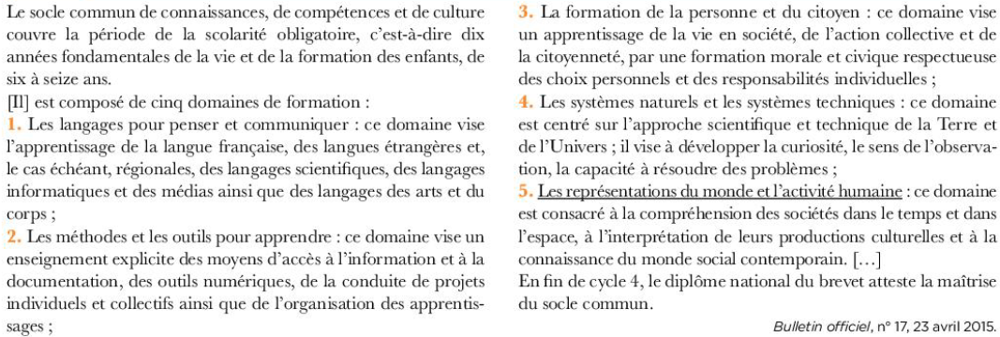 Le socle commun de connaissances, de compétences et de culture
couvre la période de la scolarité obligatoire, c'est-à-dire dix
années fondamentales de la vie et de la formation des enfants, de
six à seize ans.
[Il] est composé de cinq domaines de formation :
1. Les langages pour penser et communiquer : ce domaine vise
l'apprentissage de la langue française, des langues étrangères et,
le cas échéant, régionales, des langages scientifiques, des langages
informatiques et des médias ainsi que des langages des arts et du
corps ;
2. Les méthodes et les outils pour apprendre : ce domaine vise un
enseignement explicite des moyens d'accès à l'information et à la
documentation, des outils numériques, de la conduite de projets
individuels et collectifs ainsi que de l'organisation des apprentis-
sages ;
3. La formation de la personne et du citoyen : ce domaine vise
un apprentissage de la vie en société, de l'action collective et de
la citoyenneté, par une formation morale et civique respectueuse
des choix personnels et des responsabilités individuelles ;
4. Les systèmes naturels et les systèmes techniques : ce domaine
est centré sur l'approche scientifique et technique de la Terre et
de l'Univers ; il vise à développer la curiosité, le sens de l'observa-
tion, la capacité à résoudre des problèmes ;
5. Les représentations du monde et l'activité humaine : ce domaine
est consacré à la compréhension des sociétés dans le temps et dans
l'espace, à l'interprétation de leurs productions culturelles et à la
connaissance du monde social contemporain. […]
En fin de cycle 4, le diplôme national du brevet atteste la maîtrise
du socle commun.
Bulletin officiel, n° 17, 23 avril 2015.